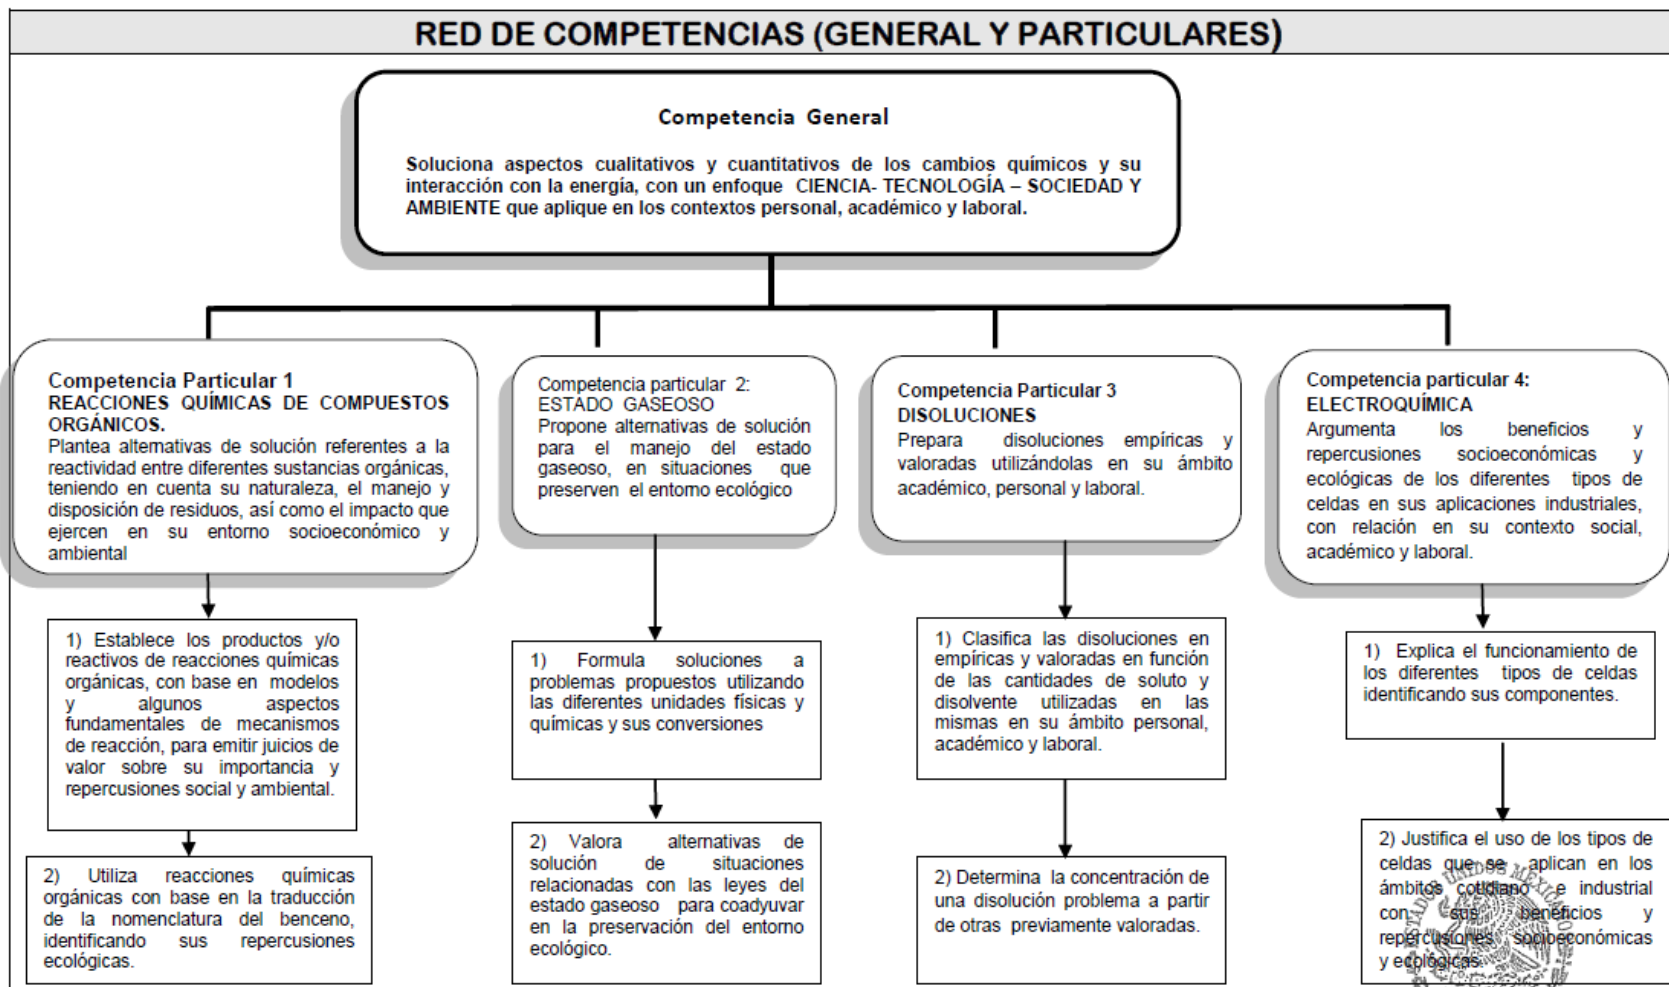 RED DE COMPETENCIAS (GENERAL Y PARTICULARES)
Competencia General
Soluciona aspectos cualitativos y cuantitativos de los cambios químicos y su
interacción con la energía, con un enfoque CIENCIA- TECNOLOGÍA – SOCIEDAD Y
AMBIENTE que aplique en los contextos personal, académico y laboral.
Competencia Particular 1
REACCIONES QUÍMICAS DE COMPUESTOS
ORGÁNICOS.
Plantea alternativas de solución referentes a la
reactividad entre diferentes sustancias orgánicas,
teniendo en cuenta su naturaleza, el manejo y
disposición de residuos, así como el impacto que
ejercen en su entorno socioeconómico y
ambiental
Competencia particular 2:
ESTADO GASEOSO
Propone alternativas de solución
para el manejo del estado
gaseoso, en situaciones que
preserven el entorno ecológico
Competencia Particular 3
DISOLUCIONES
Prepara disoluciones empíricas y
valoradas utilizándolas en su ámbito
académico, personal y laboral.
Competencia particular 4:
ELECTROQUÍMICA
Argumenta los beneficios y
repercusiones socioeconómicas y
ecológicas de los diferentes tipos de
celdas en sus aplicaciones industriales,
con relación en su contexto social,
académico y laboral.
1) Establece los productos y/o
reactivos de reacciones químicas
orgánicas, con base en modelos
y algunos aspectos
fundamentales de mecanismos
de reacción, para emitir juicios de
valor sobre su importancia y
repercusiones social y ambiental.
1) Formula soluciones a
problemas propuestos utilizando
las diferentes unidades físicas y
químicas y sus conversiones
1) Clasifica las disoluciones en
empíricas y valoradas en función
de las cantidades de soluto y
disolvente utilizadas en las
mismas en su ámbito personal,
académico y laboral.
1) Explica el funcionamiento de
los diferentes tipos de celdas
identificando sus componentes.
2) Utiliza reacciones químicas
orgánicas con base en la traducción
de la nomenclatura del benceno,
identificando sus repercusiones
ecológicas.
2) Valora alternativas de
solución de situaciones
relacionadas con las leyes del
estado gaseoso para coadyuvar
en la preservación del entorno
ecológico.
2) Determina la concentración de
una disolución problema a partir
de otras previamente valoradas.
2) Justifica el uso de los tipos de
celdas que se aplican en los
ámbitos cotidiano e industrial
con sus beneficios y
repercusiones socioeconómicas
y ecológicas.
ESTADOS UNIDOS MEXICANOS